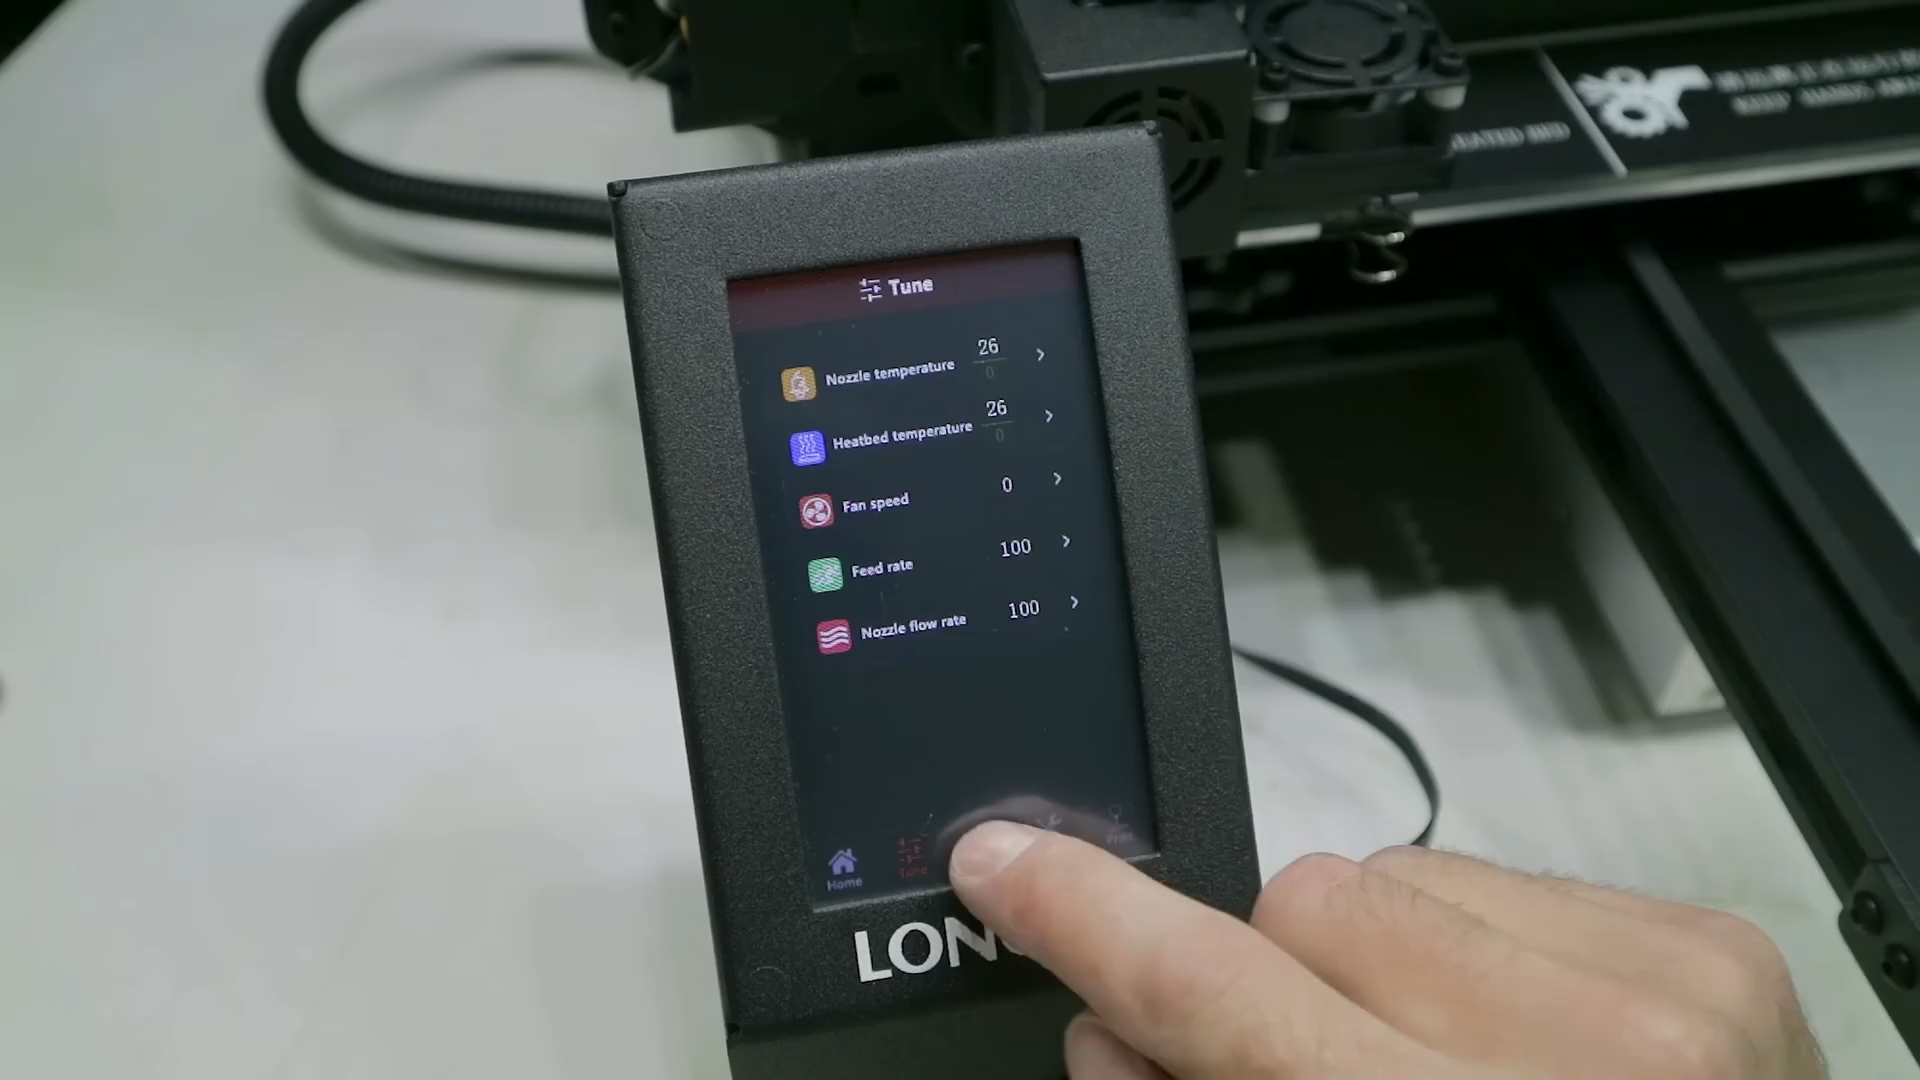 Tune
Nozzle temperature 26
0
Heatbed temperature 26
0
Fan speed 0
Feed rate 100
Nozzle flow rate 100
Home
Tune
LON